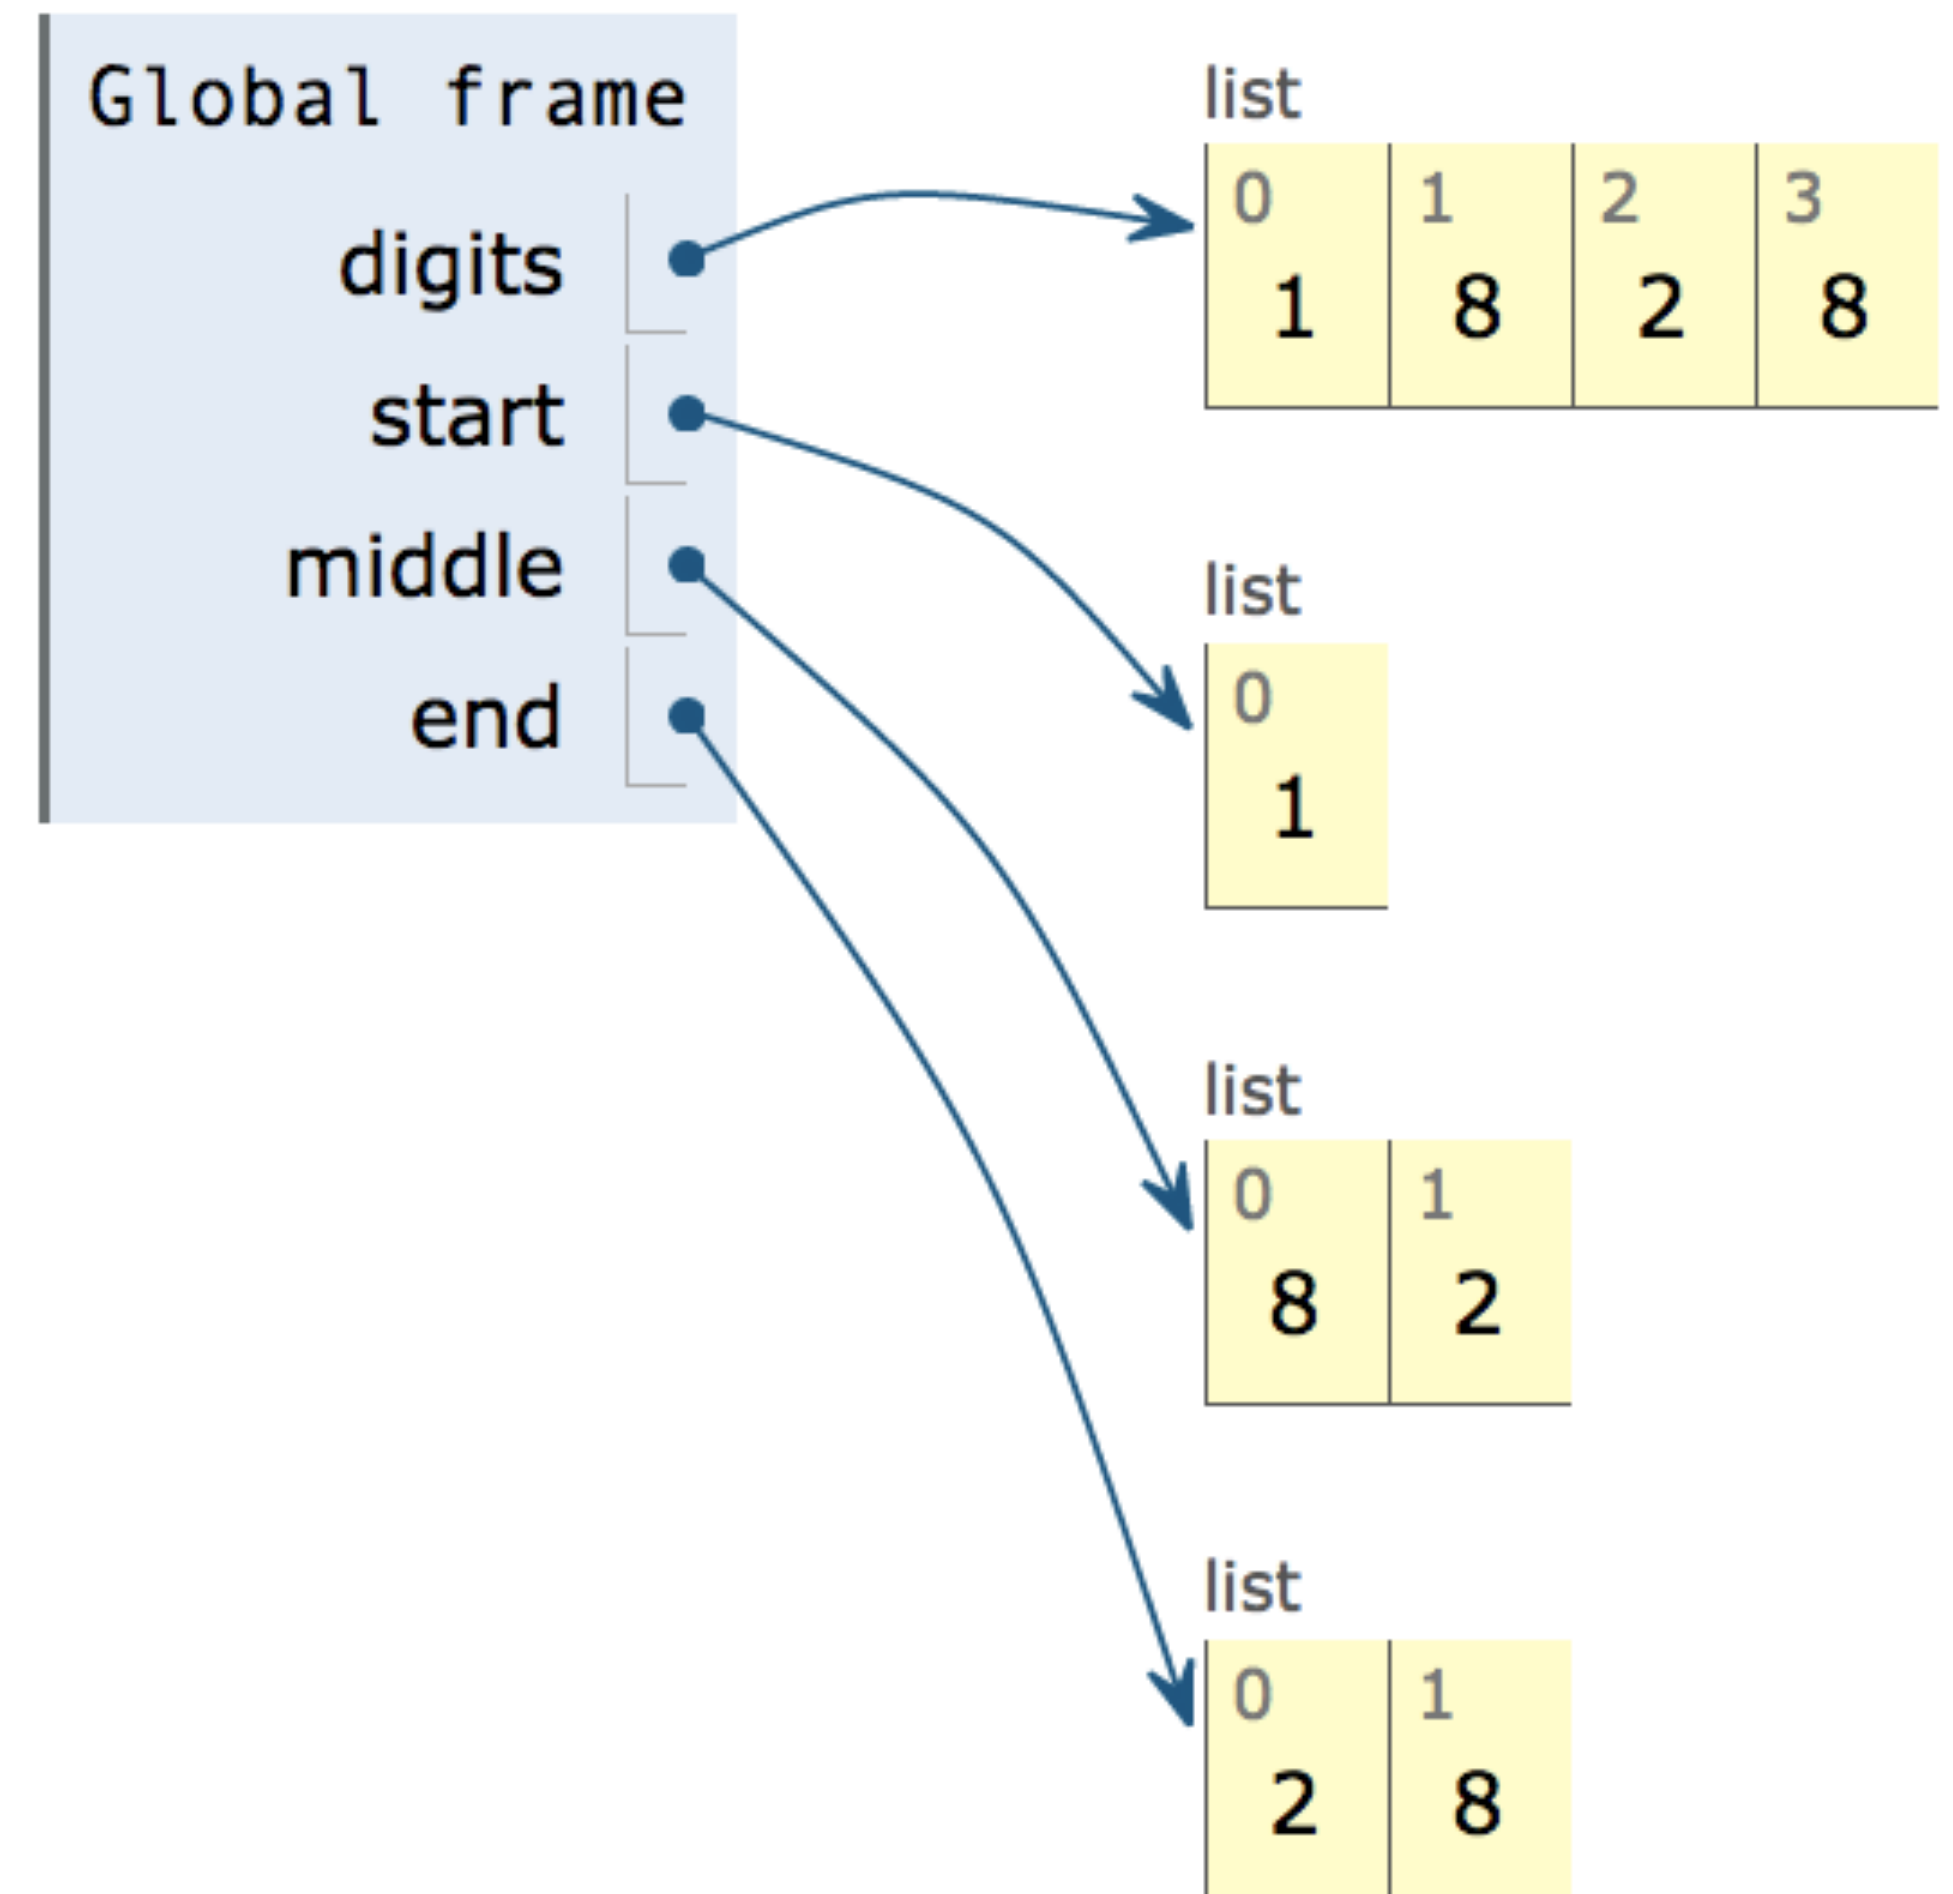 Global frame
digits
start
middle
end
list
0 1 2 3
1 8 2 8
list
0
1
list
0 1
8 2
list
0 1
2 8